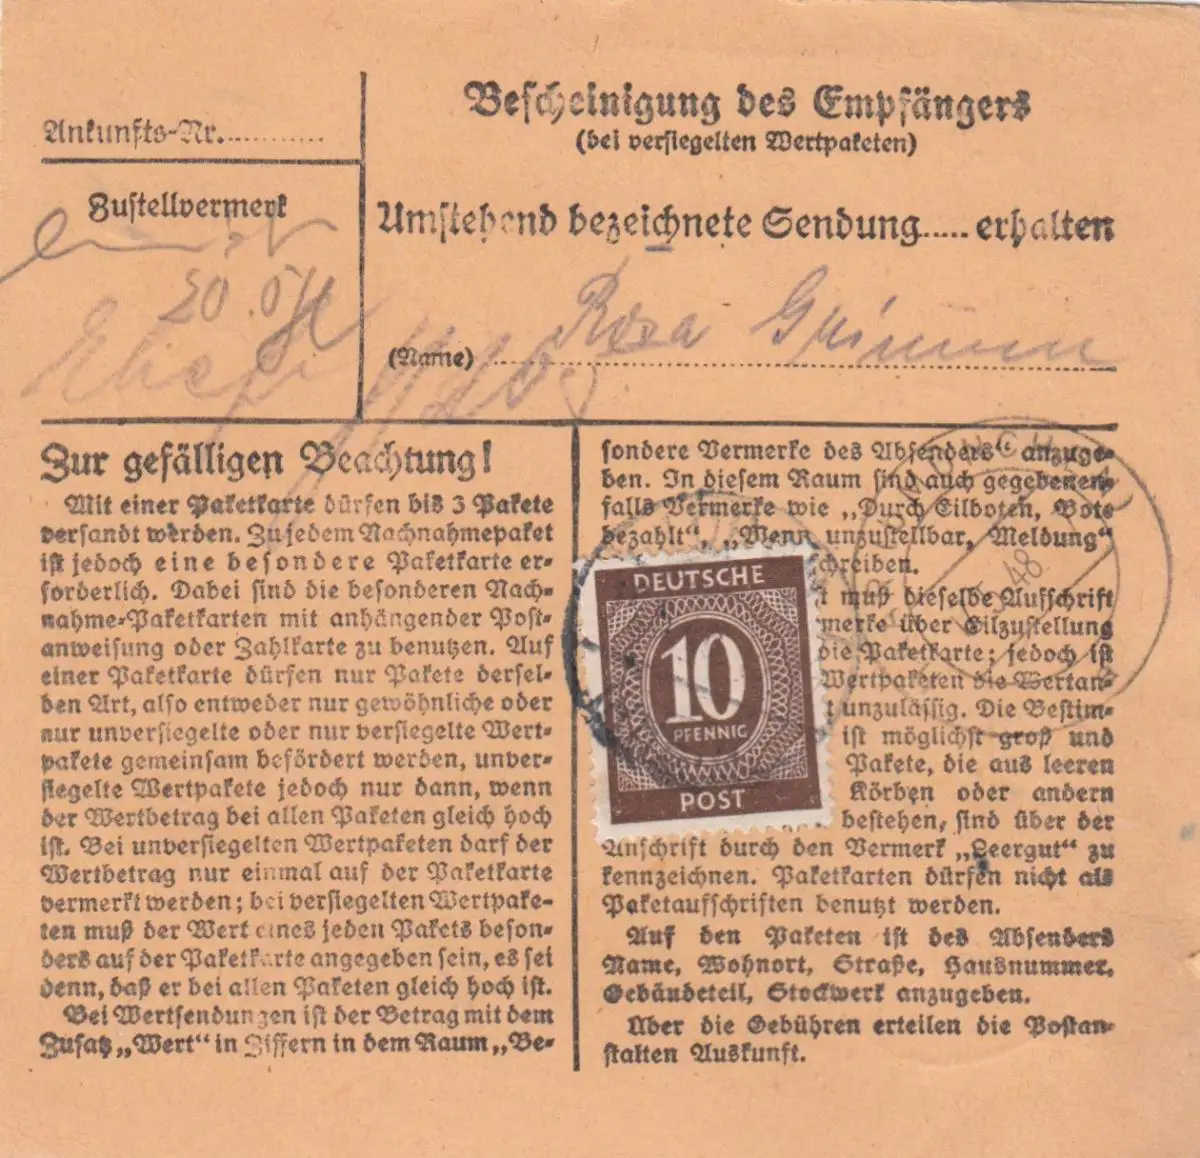 Ankunfts-Nr............
Zustellvermerk
20.
Bescheinigung des Empfängers
(bei versiegelten Wertpaketen)
Umstehend bezeichnete Sendung..... erhalten
Rosa Grimm
(Name)
Zur gefälligen Beachtung!
Mit einer Paketkarte dürfen bis 3 Pakete
versandt werden. Zu jedem Nachnahmepaket
ist jedoch eine besondere Paketkarte er-
forderlich. Dabei sind die besonderen Nach-
nahme-Paketkarten mit anhängender Post-
anweisung oder Zahlkarte zu benutzen. Auf
einer Paketkarte dürfen nur Pakete dersel-
ben Art, also entweder nur gewöhnliche oder
nur unversiegelte oder nur versiegelte Wert-
pakete gemeinsam befördert werden, unver-
siegelte Wertpakete jedoch nur dann, wenn
der Wertbetrag bei allen Paketen gleich hoch
ist. Bei unversiegelten Wertpaketen darf der
Wertbetrag nur einmal auf der Paketkarte
vermerkt werden; bei versiegelten Wertpake-
ten muß der Wert eines jeden Pakets beson-
ders auf der Paketkarte angegeben sein, es sei
denn, daß er bei allen Paketen gleich hoch ist.
Bei Wertsendungen ist der Betrag mit dem
Zusatz „Wert“ in Ziffern in dem Raum „Be-
sondere Vermerke des Absenders“ anzuge-
ben. In diesem Raum sind auch gegebenen-
falls Vermerke wie „Durch Eilboten, Bote
bezahlt“, „Wenn unzustellbar, Meldung“
schreiben.
muß dieselbe Aufschrift
merke über Eilzustellung
die Paketkarte; jedoch ist
Wertpaketen die Wertan-
unzulässig. Die Bestim-
ist möglichst groß und
Pakete, die aus leeren
Körben oder andern
bestehen, sind über der
Anschrift durch den Vermerk „Leergut“ zu
kennzeichnen. Paketkarten dürfen nicht als
Paketaufschriften benutzt werden.
Auf den Paketen ist des Absenders
Name, Wohnort, Straße, Hausnummer,
Gebäudeteil, Stockwerk anzugeben.
Über die Gebühren erteilen die Postan-
stalten Auskunft.
DEUTSCHE
10
PFENNIG
POST
MÜNCHEN
48